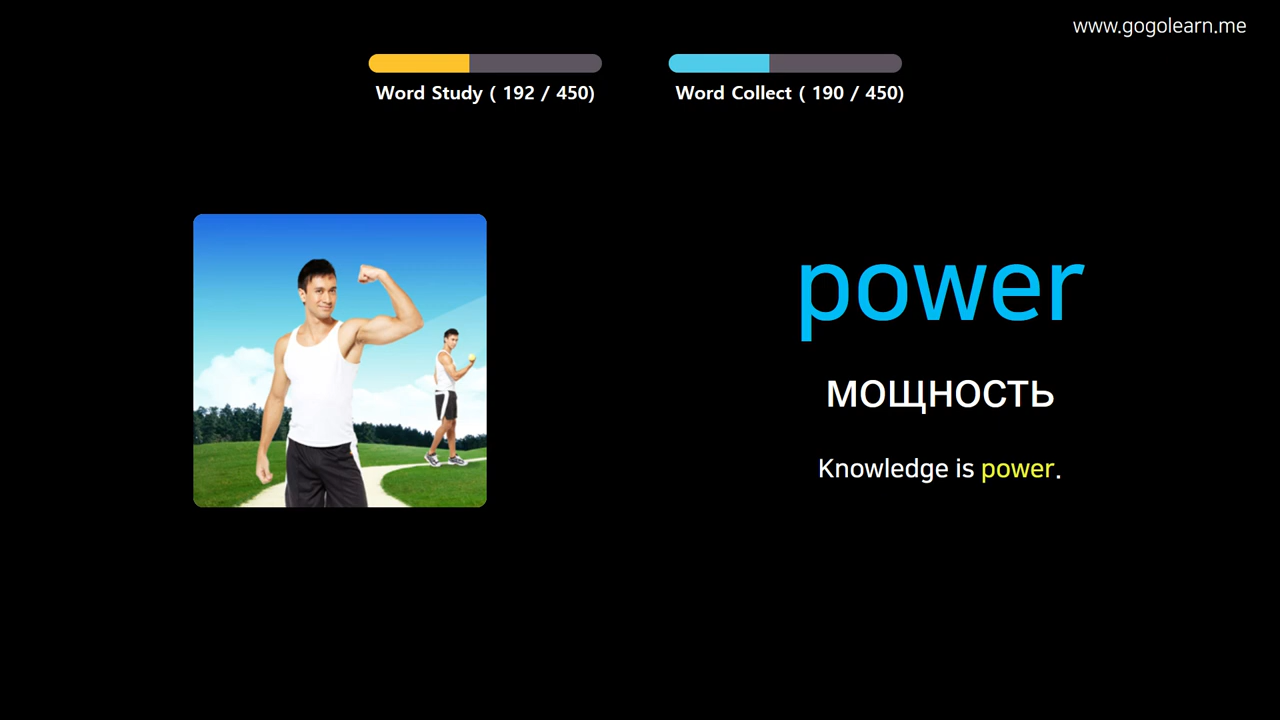 www.gogolearn.me
Word Study ( 192 / 450)
Word Collect ( 190 / 450)
power
мощность
Knowledge is power.